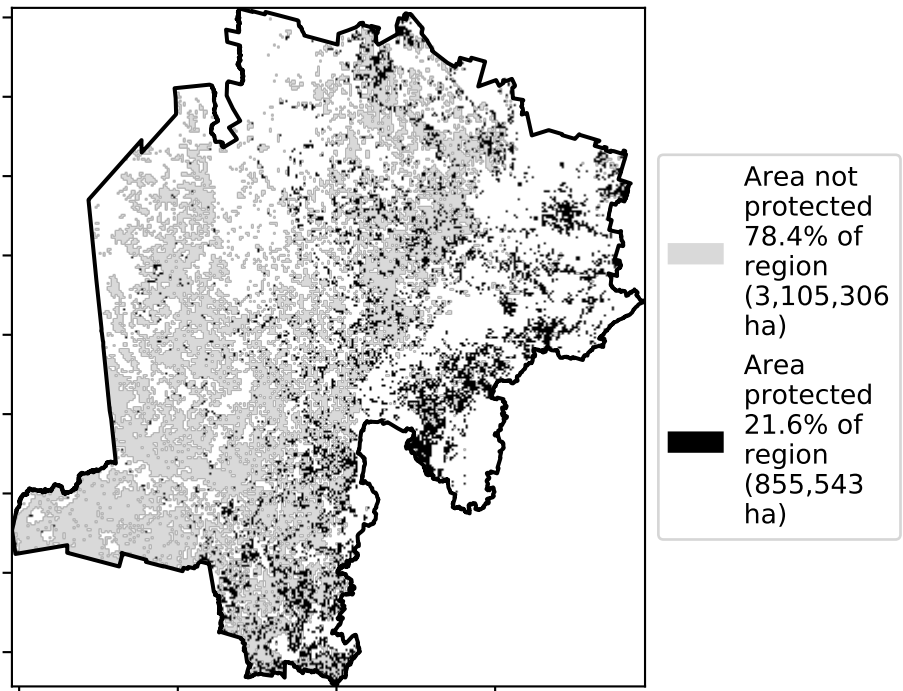 Area not
protected
78.4% of
region
(3,105,306
ha)
Area
protected
21.6% of
region
(855,543
ha)